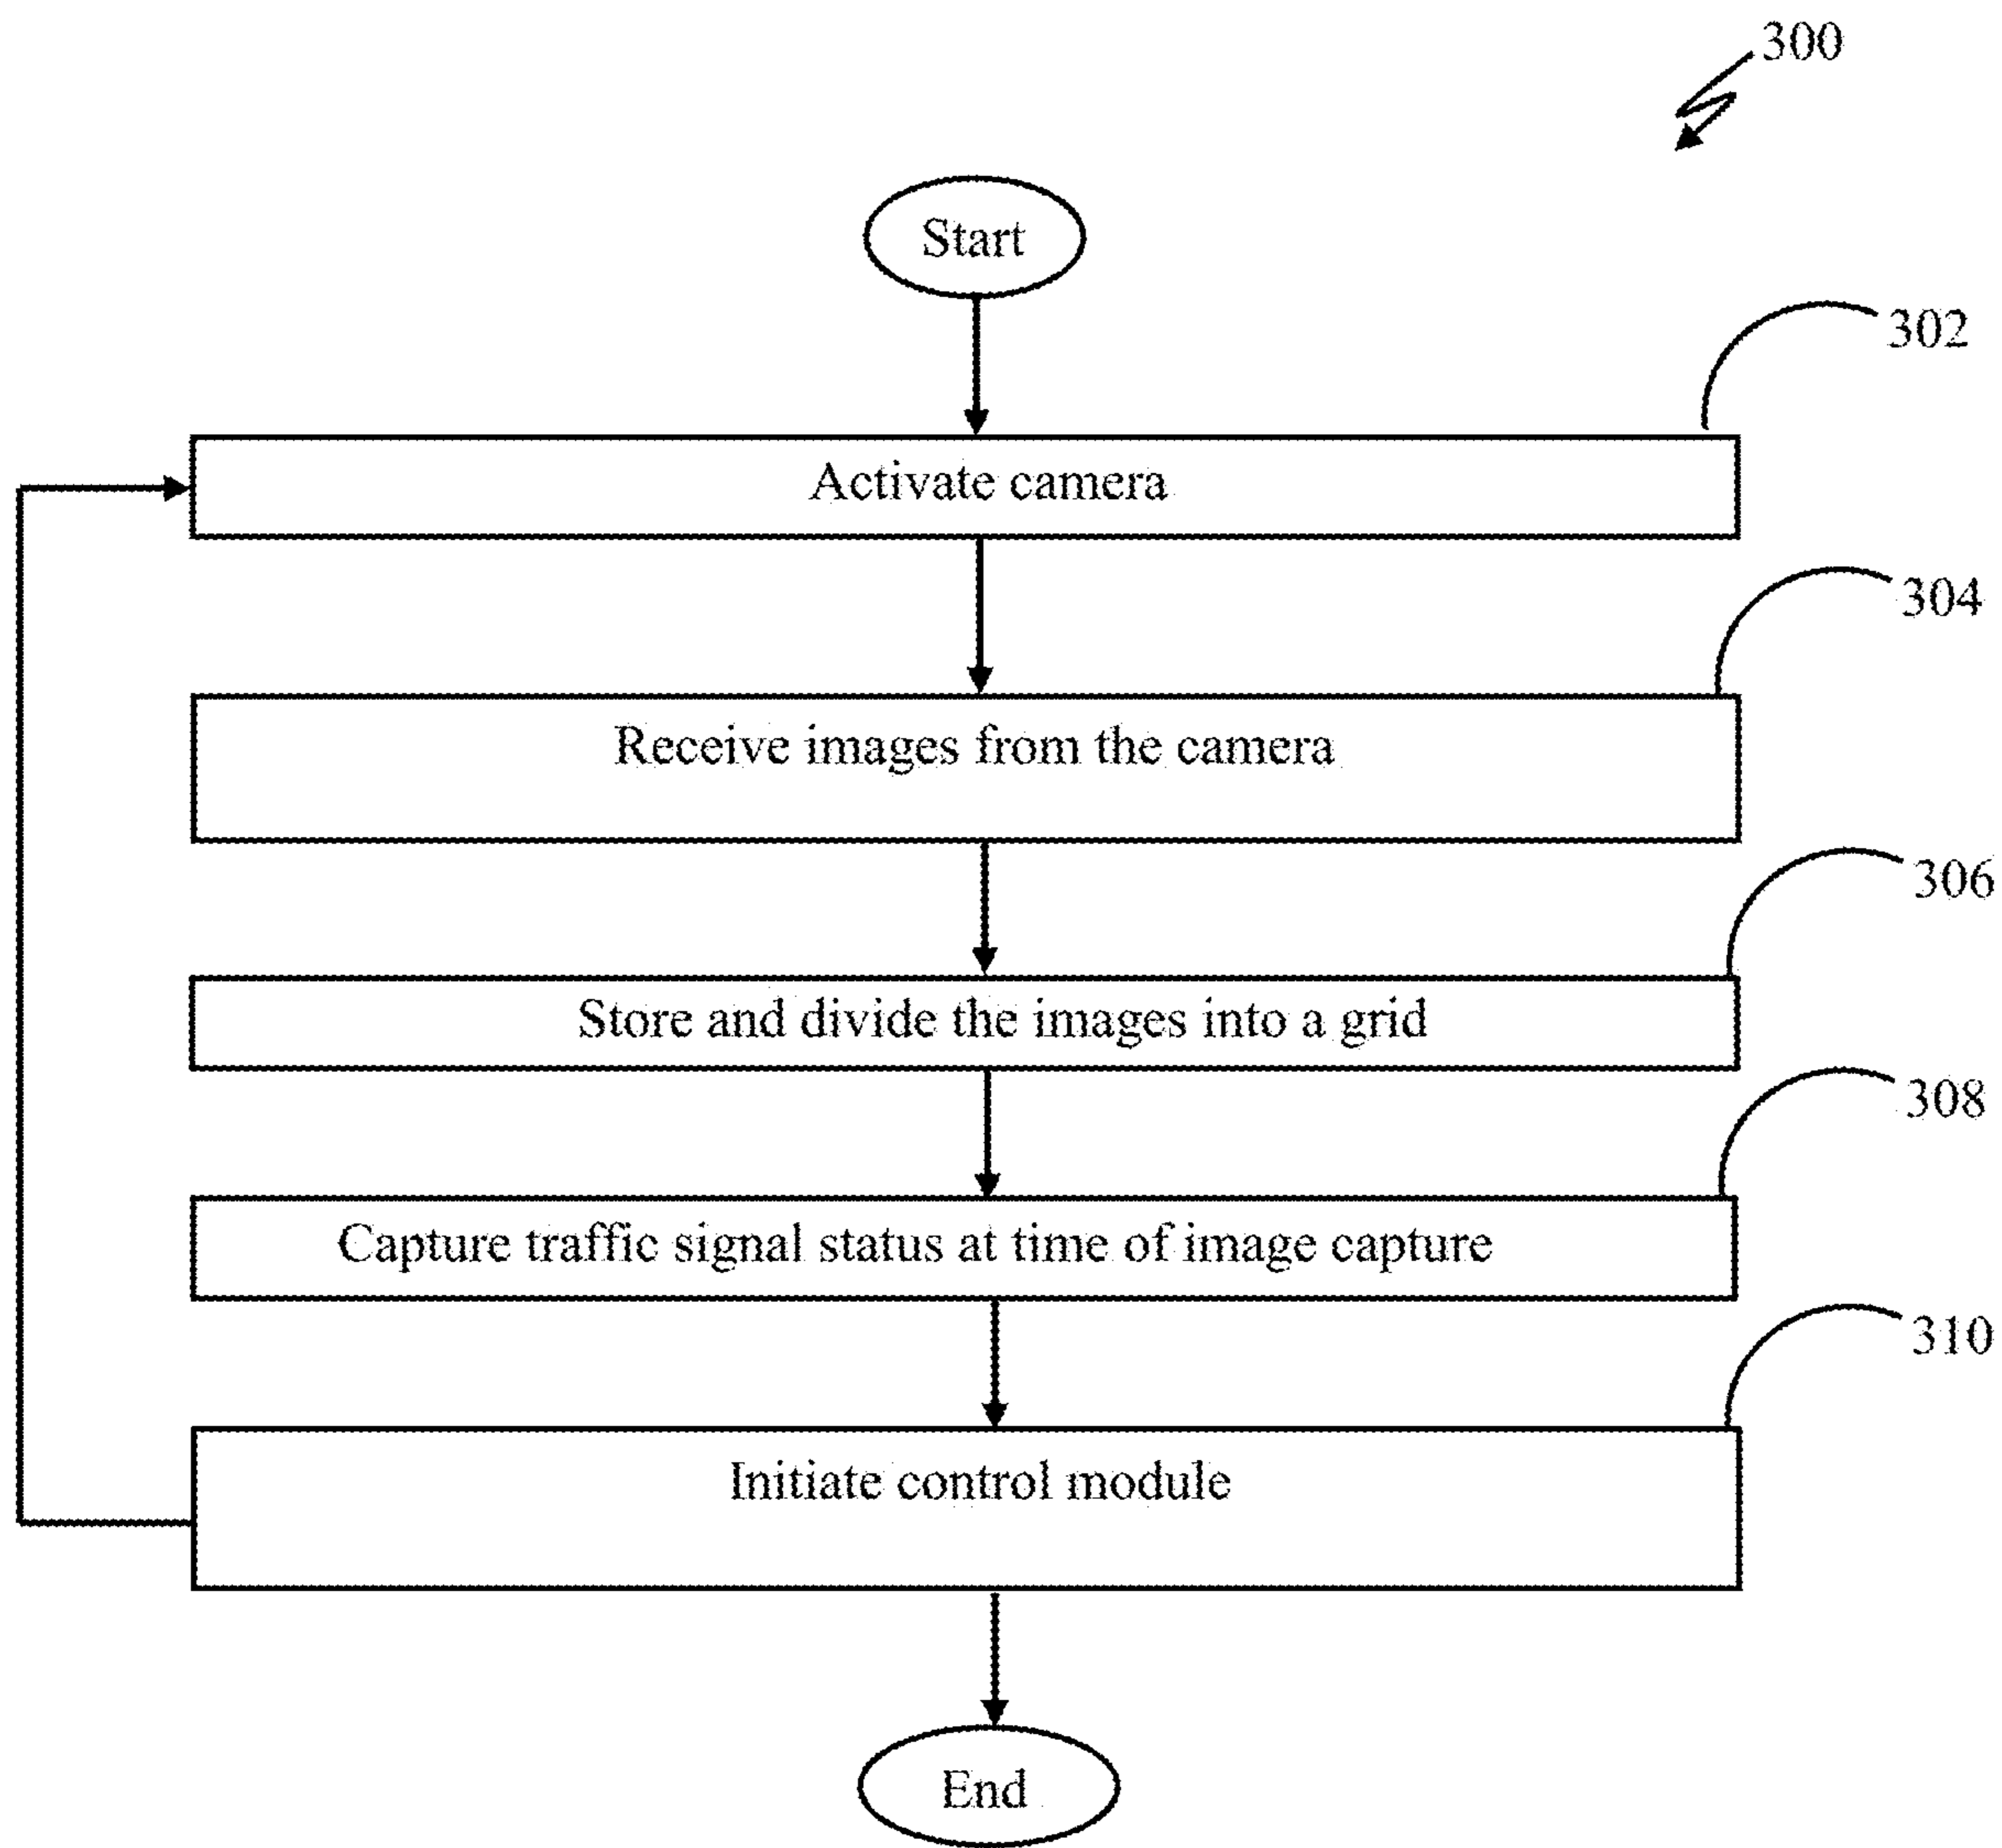 300
Start
302
Activate camera
304
Receive images from the camera
306
Store and divide the images into a grid
308
Capture traffic signal status at time of image capture
310
Initiate control module
End